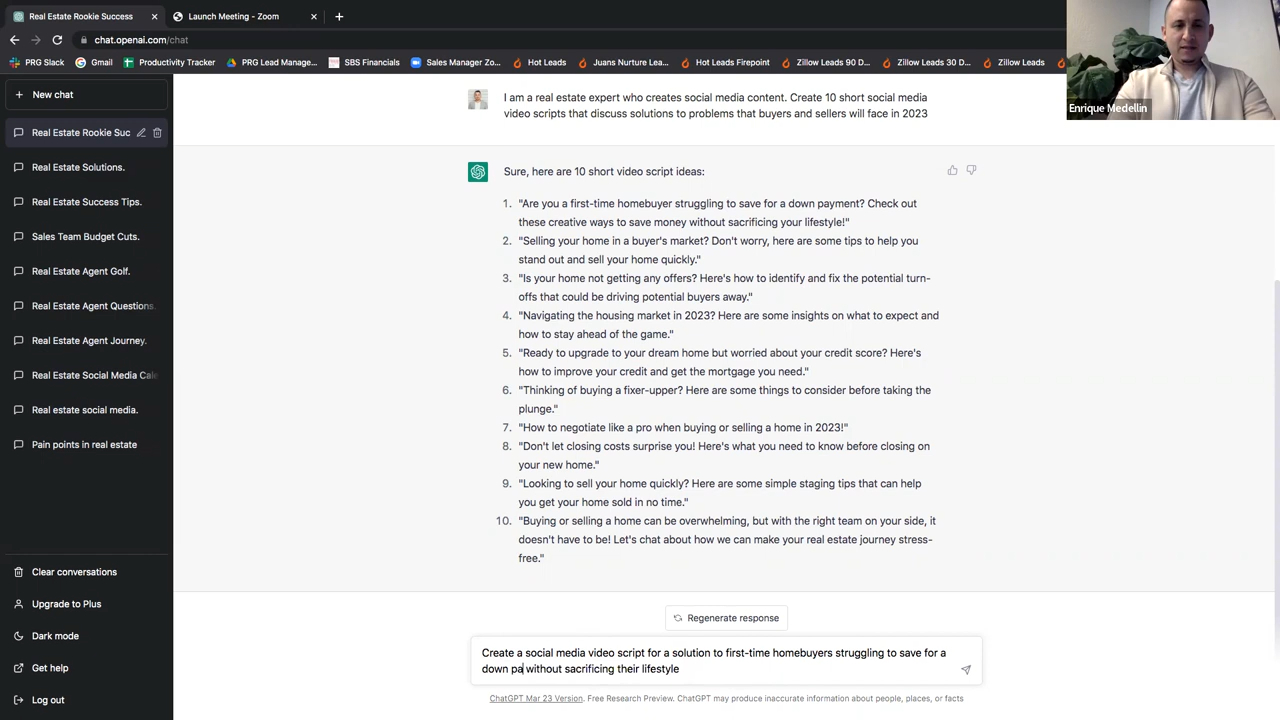 Real Estate Rookie Success
Launch Meeting - Zoom
chat.openai.com/chat
PRG Slack
Gmail
Productivity Tracker
PRG Lead Manage...
SBS Financials
Sales Manager Zo...
Hot Leads
Juans Nurture Lea...
Hot Leads Firepoint
Zillow Leads 90 D...
Zillow Leads 30 D...
Zillow Leads
Enrique Medellin
New chat
Real Estate Rookie Suc
Real Estate Solutions.
Real Estate Success Tips.
Sales Team Budget Cuts.
Real Estate Agent Golf.
Real Estate Agent Questions.
Real Estate Agent Journey.
Real Estate Social Media Cale
Real estate social media.
Pain points in real estate
Clear conversations
Upgrade to Plus
Dark mode
Get help
Log out
I am a real estate expert who creates social media content. Create 10 short social media
video scripts that discuss solutions to problems that buyers and sellers will face in 2023
Sure, here are 10 short video script ideas:
1. "Are you a first-time homebuyer struggling to save for a down payment? Check out
these creative ways to save money without sacrificing your lifestyle!"
2. "Selling your home in a buyer's market? Don't worry, here are some tips to help you
stand out and sell your home quickly."
3. "Is your home not getting any offers? Here's how to identify and fix the potential turn-
offs that could be driving potential buyers away."
4. "Navigating the housing market in 2023? Here are some insights on what to expect and
how to stay ahead of the game."
5. "Ready to upgrade to your dream home but worried about your credit score? Here's
how to improve your credit and get the mortgage you need."
6. "Thinking of buying a fixer-upper? Here are some things to consider before taking the
plunge."
7. "How to negotiate like a pro when buying or selling a home in 2023!"
8. "Don't let closing costs surprise you! Here's what you need to know before closing on
your new home."
9. "Looking to sell your home quickly? Here are some simple staging tips that can help
you get your home sold in no time."
10. "Buying or selling a home can be overwhelming, but with the right team on your side, it
doesn't have to be! Let's chat about how we can make your real estate journey stress-
free."
Regenerate response
Create a social media video script for a solution to first-time homebuyers struggling to save for a
down pa without sacrificing their lifestyle
ChatGPT Mar 23 Version. Free Research Preview. ChatGPT may produce inaccurate information about people, places, or facts